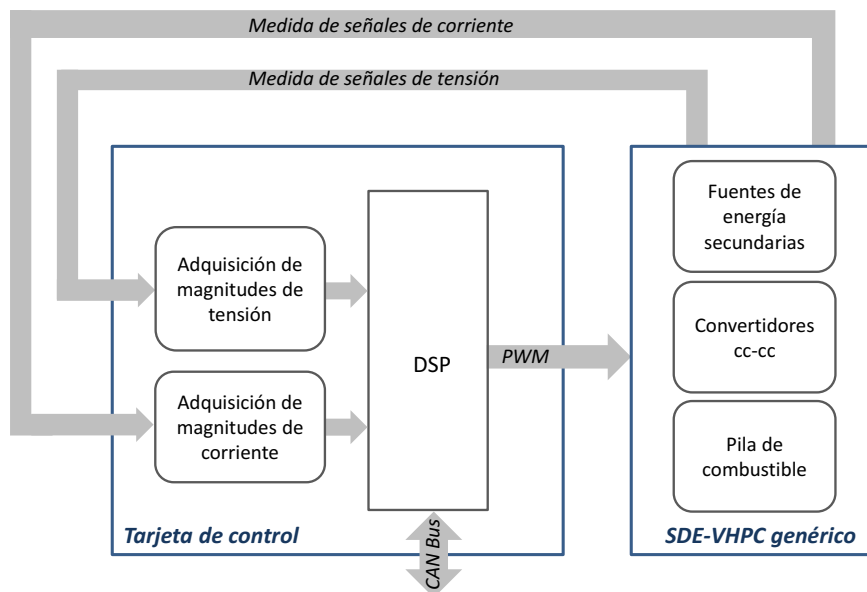 Medida de señales de corriente
Medida de señales de tensión
Adquisición de
magnitudes de
tensión
Adquisición de
magnitudes de
corriente
DSP
PWM
CAN Bus
Tarjeta de control
Fuentes de
energía
secundarias
Convertidores
cc-cc
Pila de
combustible
SDE-VHPC genérico